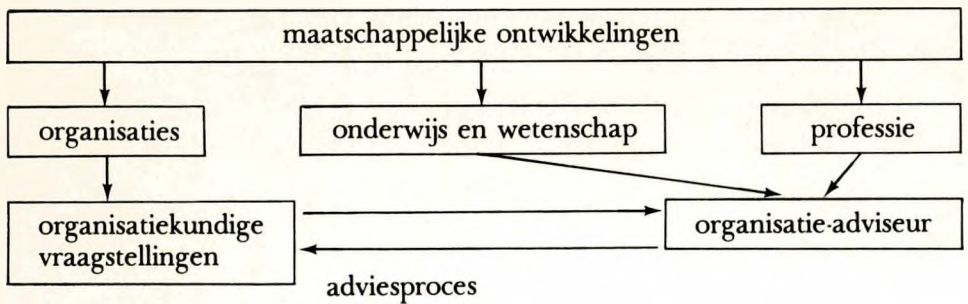 maatschappelijke ontwikkelingen
organisaties
onderwijs en wetenschap
professie
organisatiekundige
vraagstellingen
organisatie-adviseur
adviesproces